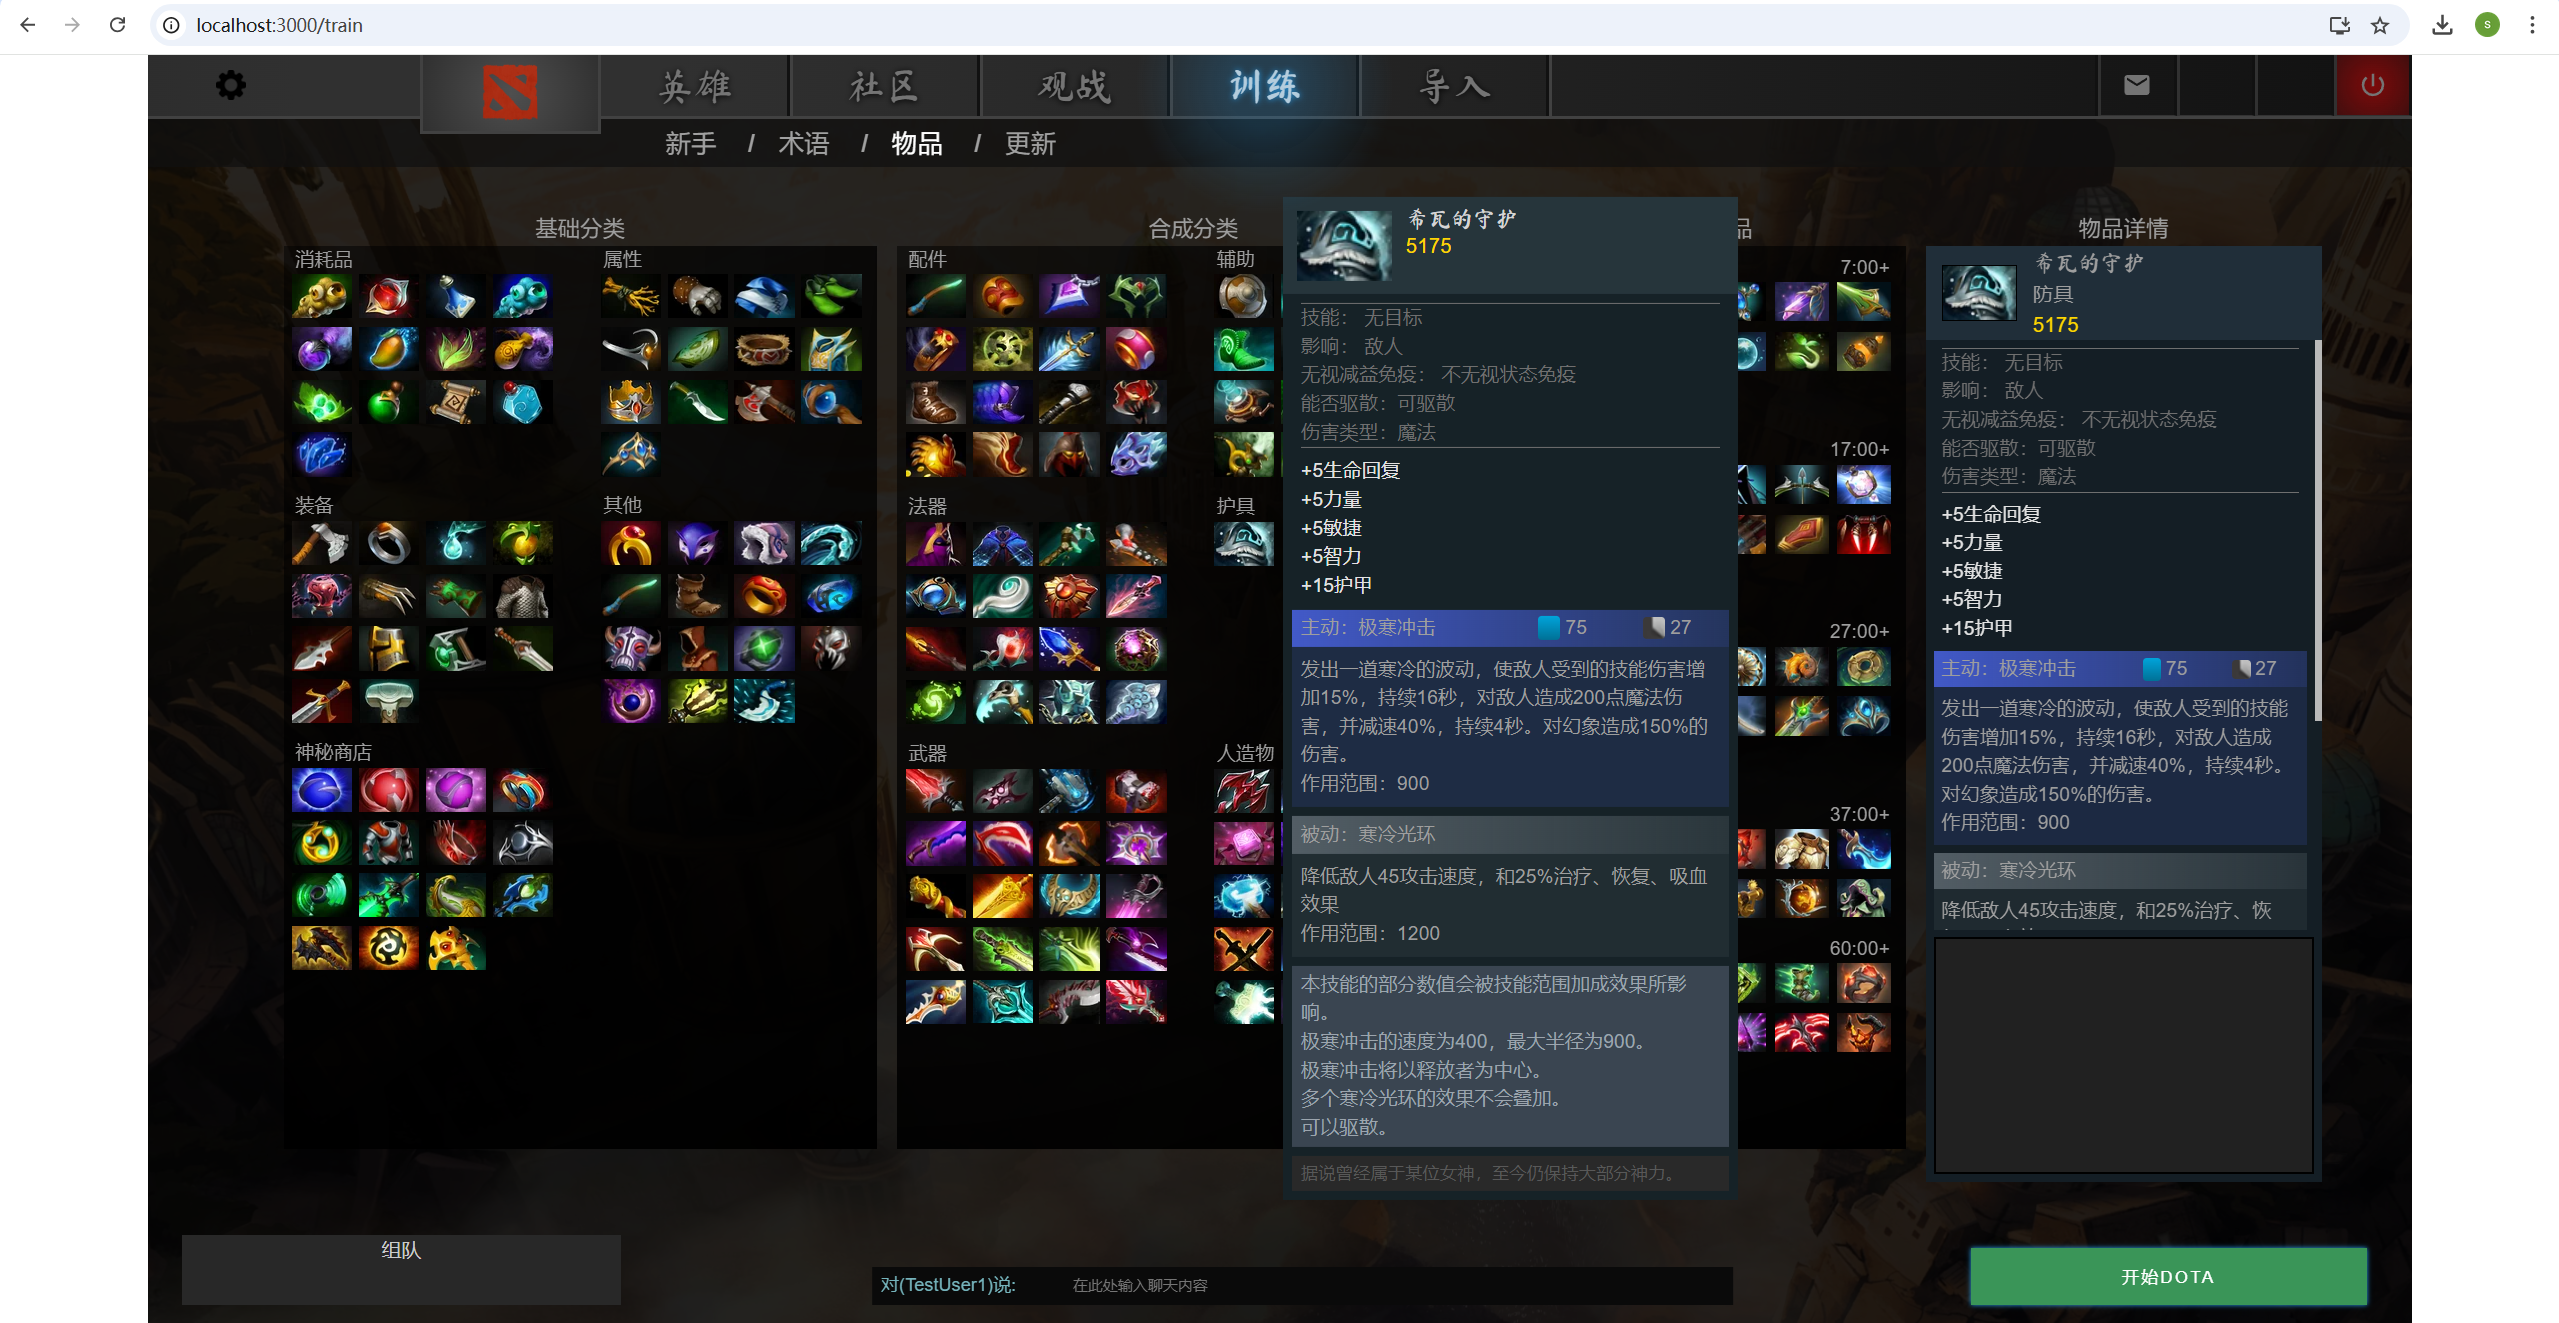 localhost:3000/train
S
英雄
社区
观战
训练
导入
新手 / 术语 / 物品 / 更新
基础分类
消耗品
属性
装备
其他
神秘商店
合成分类
配件
辅助
法器
护具
武器
人造物
希瓦的守护
5175
技能： 无目标
影响： 敌人
无视减益免疫： 不无视状态免疫
能否驱散：可驱散
伤害类型：魔法
+5生命回复
+5力量
+5敏捷
+5智力
+15护甲
主动：极寒冲击 75 27
发出一道寒冷的波动，使敌人受到的技能伤害增
加15%，持续16秒，对敌人造成200点魔法伤
害，并减速40%，持续4秒。对幻象造成150%的
伤害。
作用范围：900
被动：寒冷光环
降低敌人45攻击速度，和25%治疗、恢复、吸血
效果
作用范围：1200
本技能的部分数值会被技能范围加成效果所影
响。
极寒冲击的速度为400，最大半径为900。
极寒冲击将以释放者为中心。
多个寒冷光环的效果不会叠加。
可以驱散。
据说曾经属于某位女神，至今仍保持大部分神力。
品
7:00+
17:00+
27:00+
37:00+
60:00+
物品详情
希瓦的守护
防具
5175
技能： 无目标
影响： 敌人
无视减益免疫： 不无视状态免疫
能否驱散：可驱散
伤害类型：魔法
+5生命回复
+5力量
+5敏捷
+5智力
+15护甲
主动：极寒冲击 75 27
发出一道寒冷的波动，使敌人受到的技能
伤害增加15%，持续16秒，对敌人造成
200点魔法伤害，并减速40%，持续4秒。
对幻象造成150%的伤害。
作用范围：900
被动：寒冷光环
降低敌人45攻击速度，和25%治疗、恢
组队
对(TestUser1)说: 在此处输入聊天内容
开始DOTA